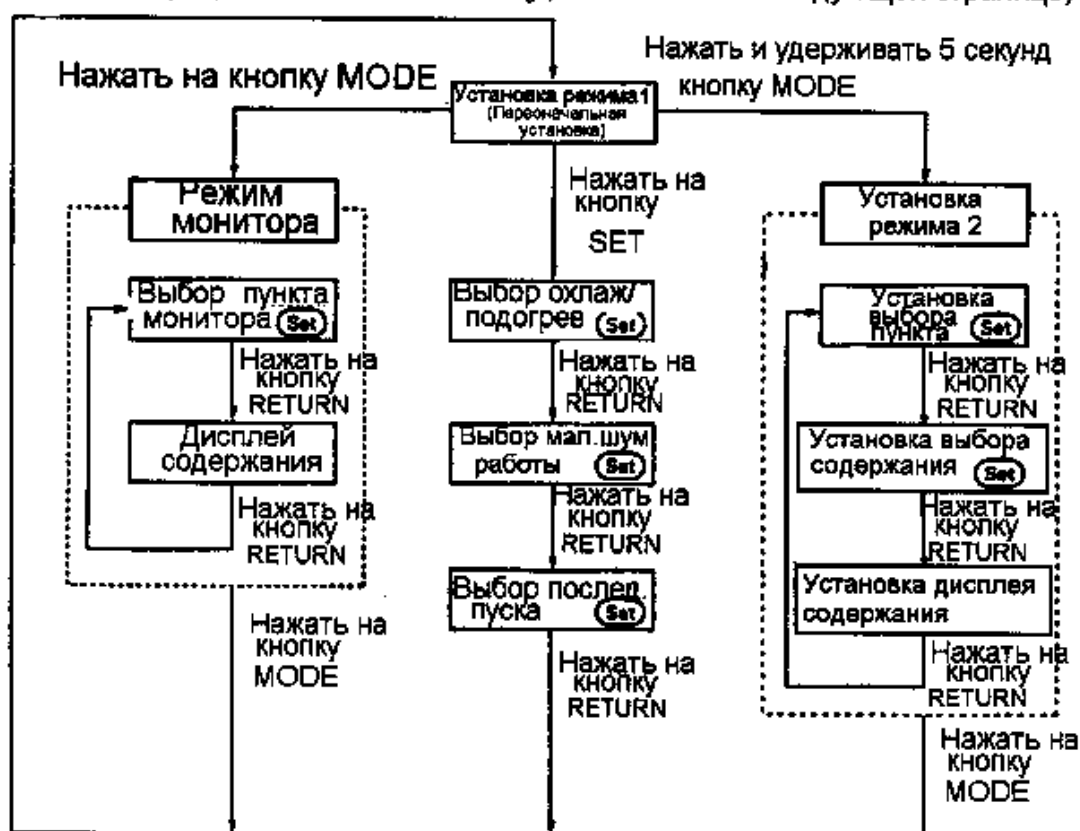 странице
Нажать и удерживать 5 секунд
кнопку MODE
Нажать на кнопку MODE
Установка режима1
(Первоначальная
установка)
Режим
монитора
Выбор пункта
монитора Set
Нажать на
кнопку
RETURN
Дисплей
содержания
Нажать на
кнопку
RETURN
Нажать на
кнопку
MODE
Нажать на
кнопку
SET
Выбор охлаж/
подогрев Set
Нажать на
кнопку
RETURN
Выбор мал.шум
работы Set
Нажать на
кнопку
RETURN
Выбор послед.
пуска Set
Нажать на
кнопку
RETURN
Установка
режима 2
Установка
выбора
пункта Set
Нажать на
кнопку
RETURN
Установка выбора
содержания Set
Нажать на
кнопку
RETURN
Установка дисплея
содержания
Нажать на
кнопку
RETURN
Нажать на
кнопку
MODE